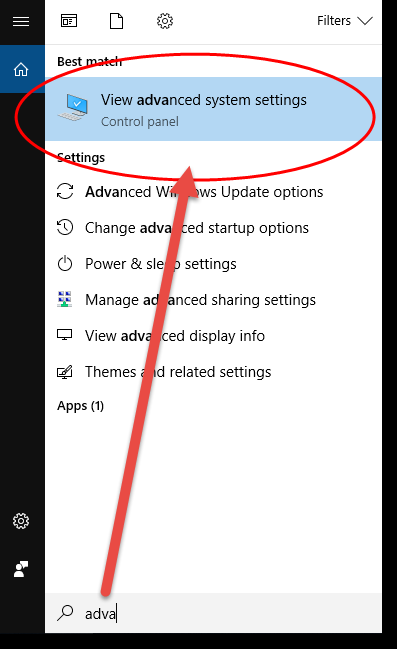 Filters
Best match
View advanced system settings
Control panel
Settings
Advanced Windows Update options
Change advanced startup options
Power & sleep settings
Manage advanced sharing settings
View advanced display info
Themes and related settings
Apps (1)
adva